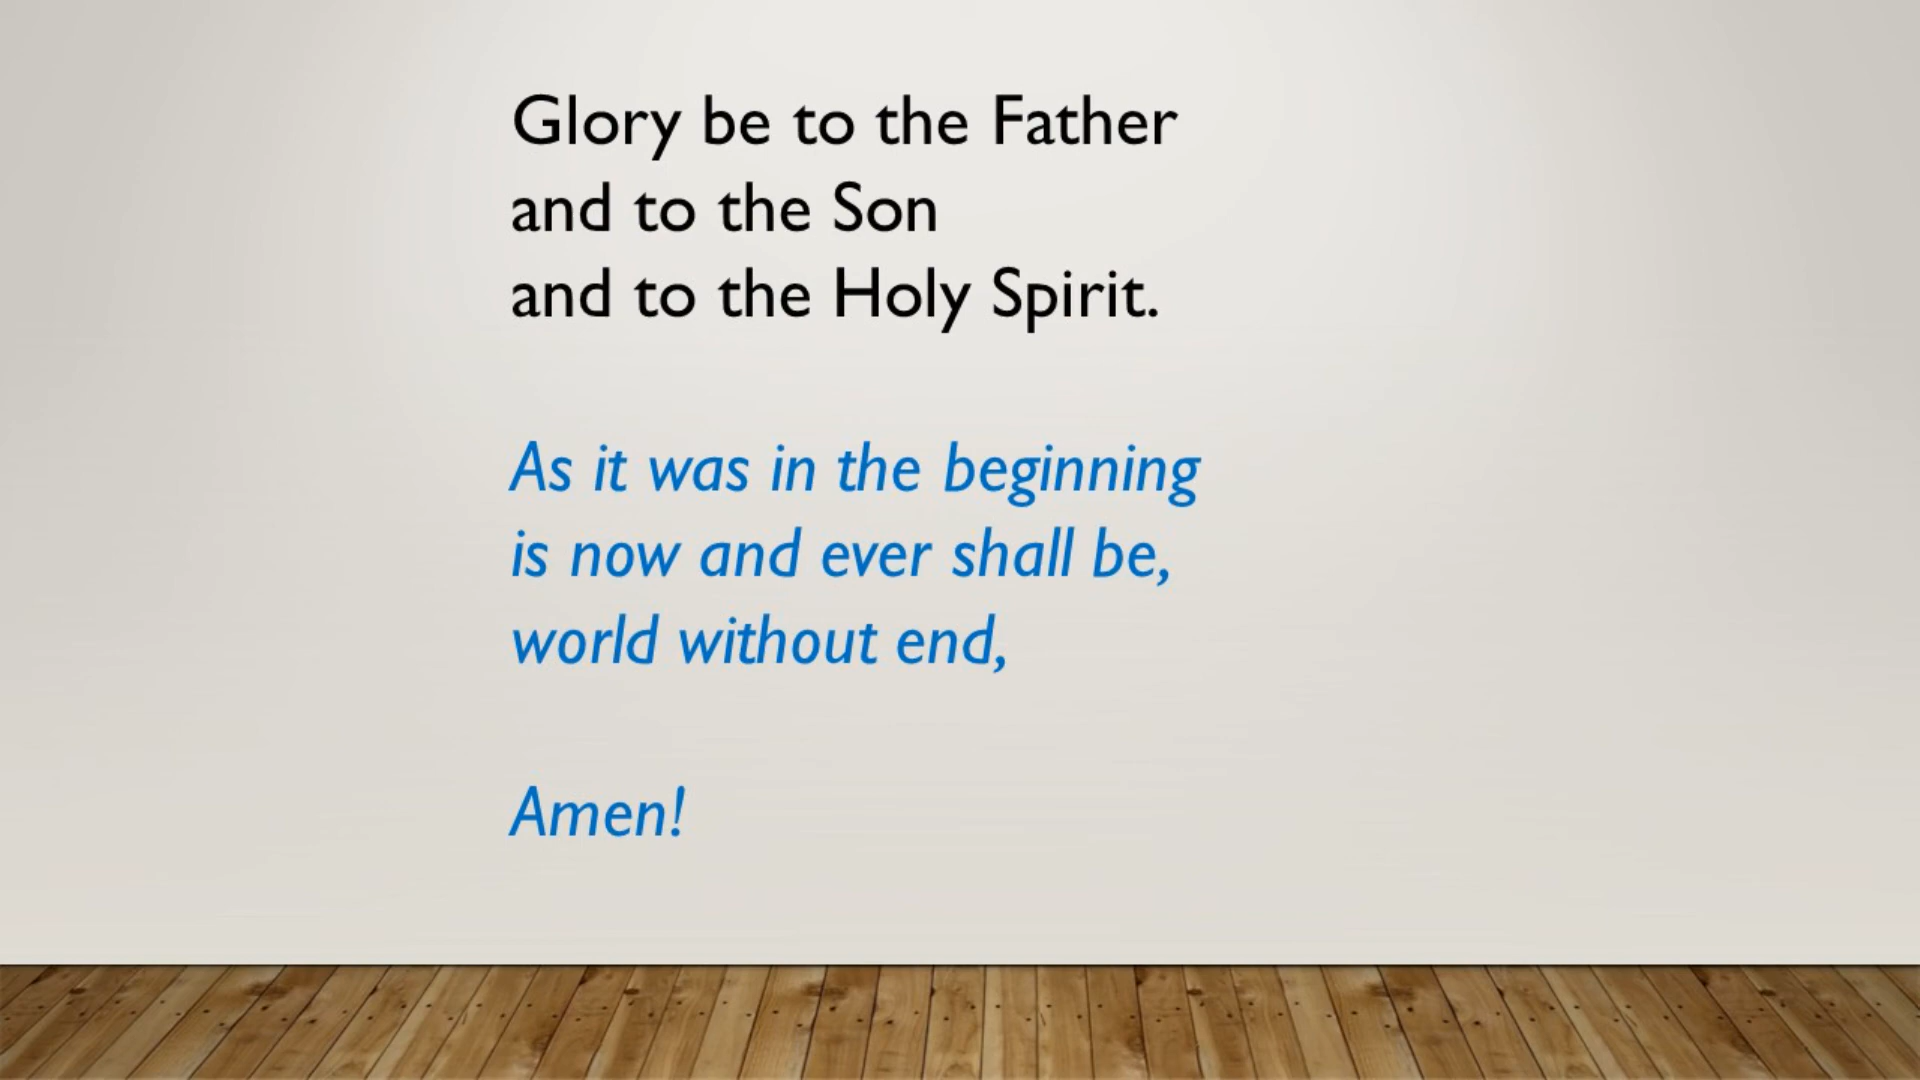 Glory be to the Father
and to the Son
and to the Holy Spirit.
As it was in the beginning
is now and ever shall be,
world without end,
Amen!